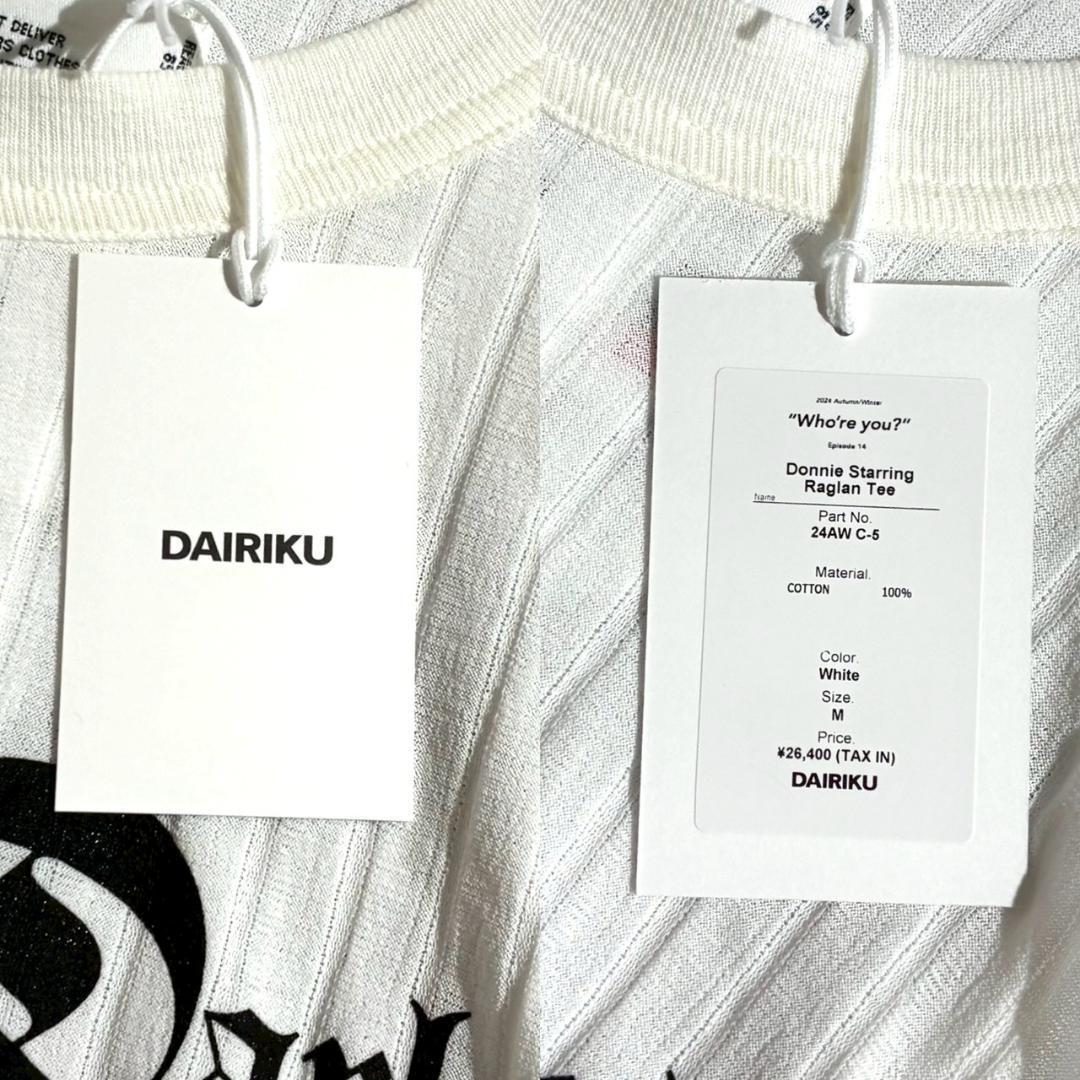 T DELIVER
RS CLOTHES
DAIRIKU
2024 Autumn/Winter
"Who're you?"
Episode 14
Donnie Starring
Raglan Tee
Name
Part No.
24AW C-5
Material.
COTTON 100%
Color.
White
Size.
M
Price.
¥26,400 (TAX IN)
DAIRIKU